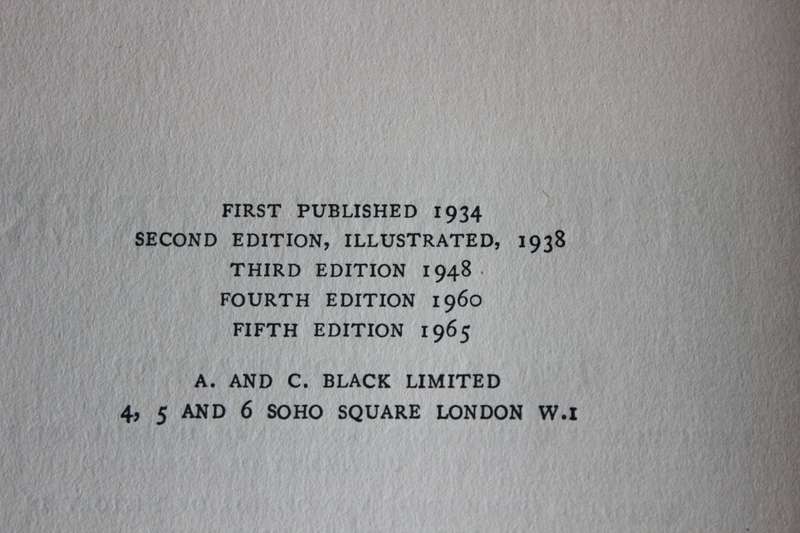 FIRST PUBLISHED 1934
SECOND EDITION, ILLUSTRATED, 1938
THIRD EDITION 1948
FOURTH EDITION 1960
FIFTH EDITION 1965
A. AND C. BLACK LIMITED
4, 5 AND 6 SOHO SQUARE LONDON W.1